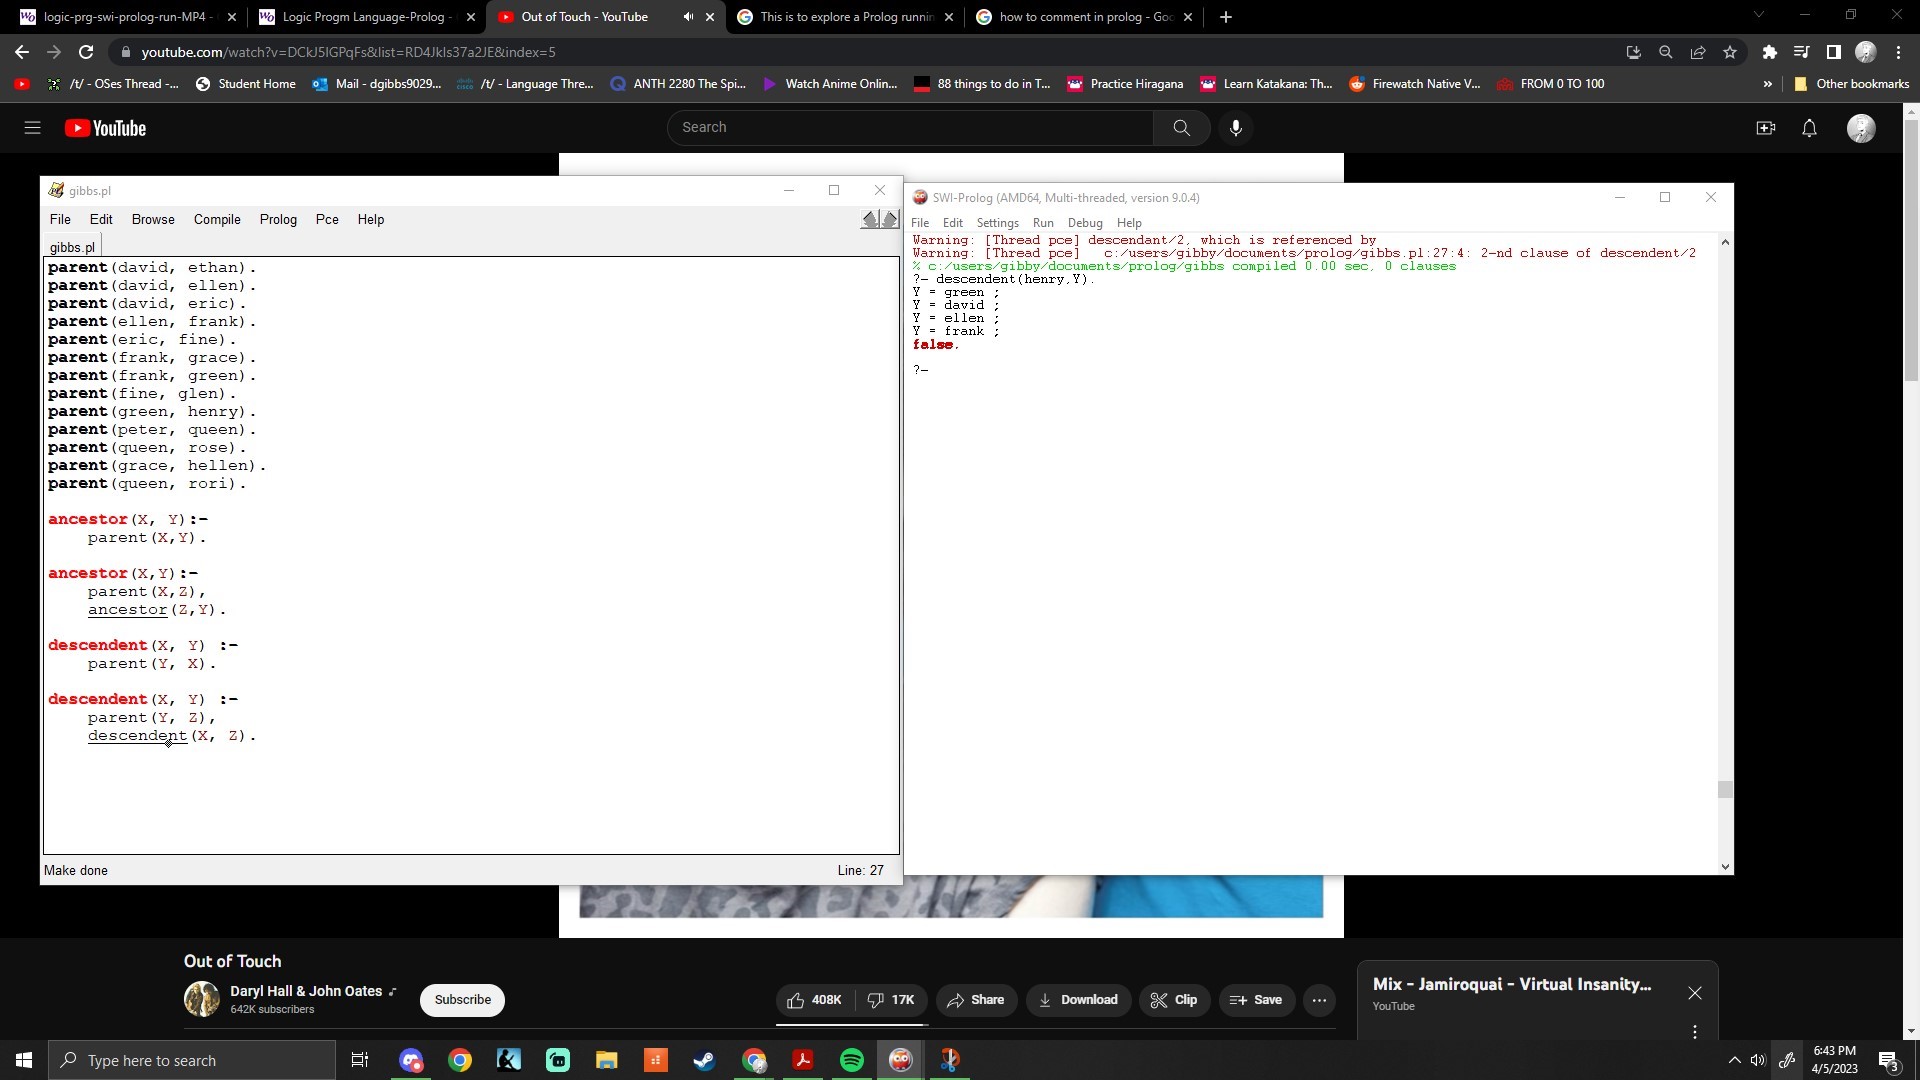 logic-prg-swi-prolog-run-MP4 -
Logic Progm Language-Prolog -
Out of Touch - YouTube
This is to explore a Prolog runnin
how to comment in prolog - Goo
youtube.com/watch?v=DCkJ5lGPqFs&list=RD4Jkls37a2JE&index=5
/t/ - OSes Thread -...
Student Home
Mail - dgibbs9029...
/t/ - Language Thre...
ANTH 2280 The Spi...
Watch Anime Online...
88 things to do in T...
Practice Hiragana
Learn Katakana: Th...
Firewatch Native V...
FROM 0 TO 100
»
Other bookmarks
YouTube
Search
gibbs.pl
File Edit Browse Compile Prolog Pce Help
gibbs.pl
parent(david, ethan).
parent(david, ellen).
parent(david, eric).
parent(ellen, frank).
parent(eric, fine).
parent(frank, grace).
parent(frank, green).
parent(fine, glen).
parent(green, henry).
parent(peter, queen).
parent(queen, rose).
parent(grace, hellen).
parent(queen, rori).
ancestor(X, Y):-
parent(X,Y).
ancestor(X,Y):-
parent(X,Z),
ancestor(Z,Y).
descendent(X, Y) :-
parent(Y, X).
descendent(X, Y) :-
parent(Y, Z),
descendent(X, Z).
Make done
Line: 27
SWI-Prolog (AMD64, Multi-threaded, version 9.0.4)
File Edit Settings Run Debug Help
Warning: [Thread pce] descendant/2, which is referenced by
Warning: [Thread pce]   c:/users/gibby/documents/prolog/gibbs.pl:27:4: 2-nd clause of descendent/2
% c:/users/gibby/documents/prolog/gibbs compiled 0.00 sec, 0 clauses
?- descendent(henry,Y).
Y = green ;
Y = david ;
Y = ellen ;
Y = frank ;
false.
?-
Out of Touch
Daryl Hall & John Oates
642K subscribers
Subscribe
408K
17K
Share
Download
Clip
Save
Mix - Jamiroquai - Virtual Insanity...
YouTube
Type here to search
6:43 PM
4/5/2023
3